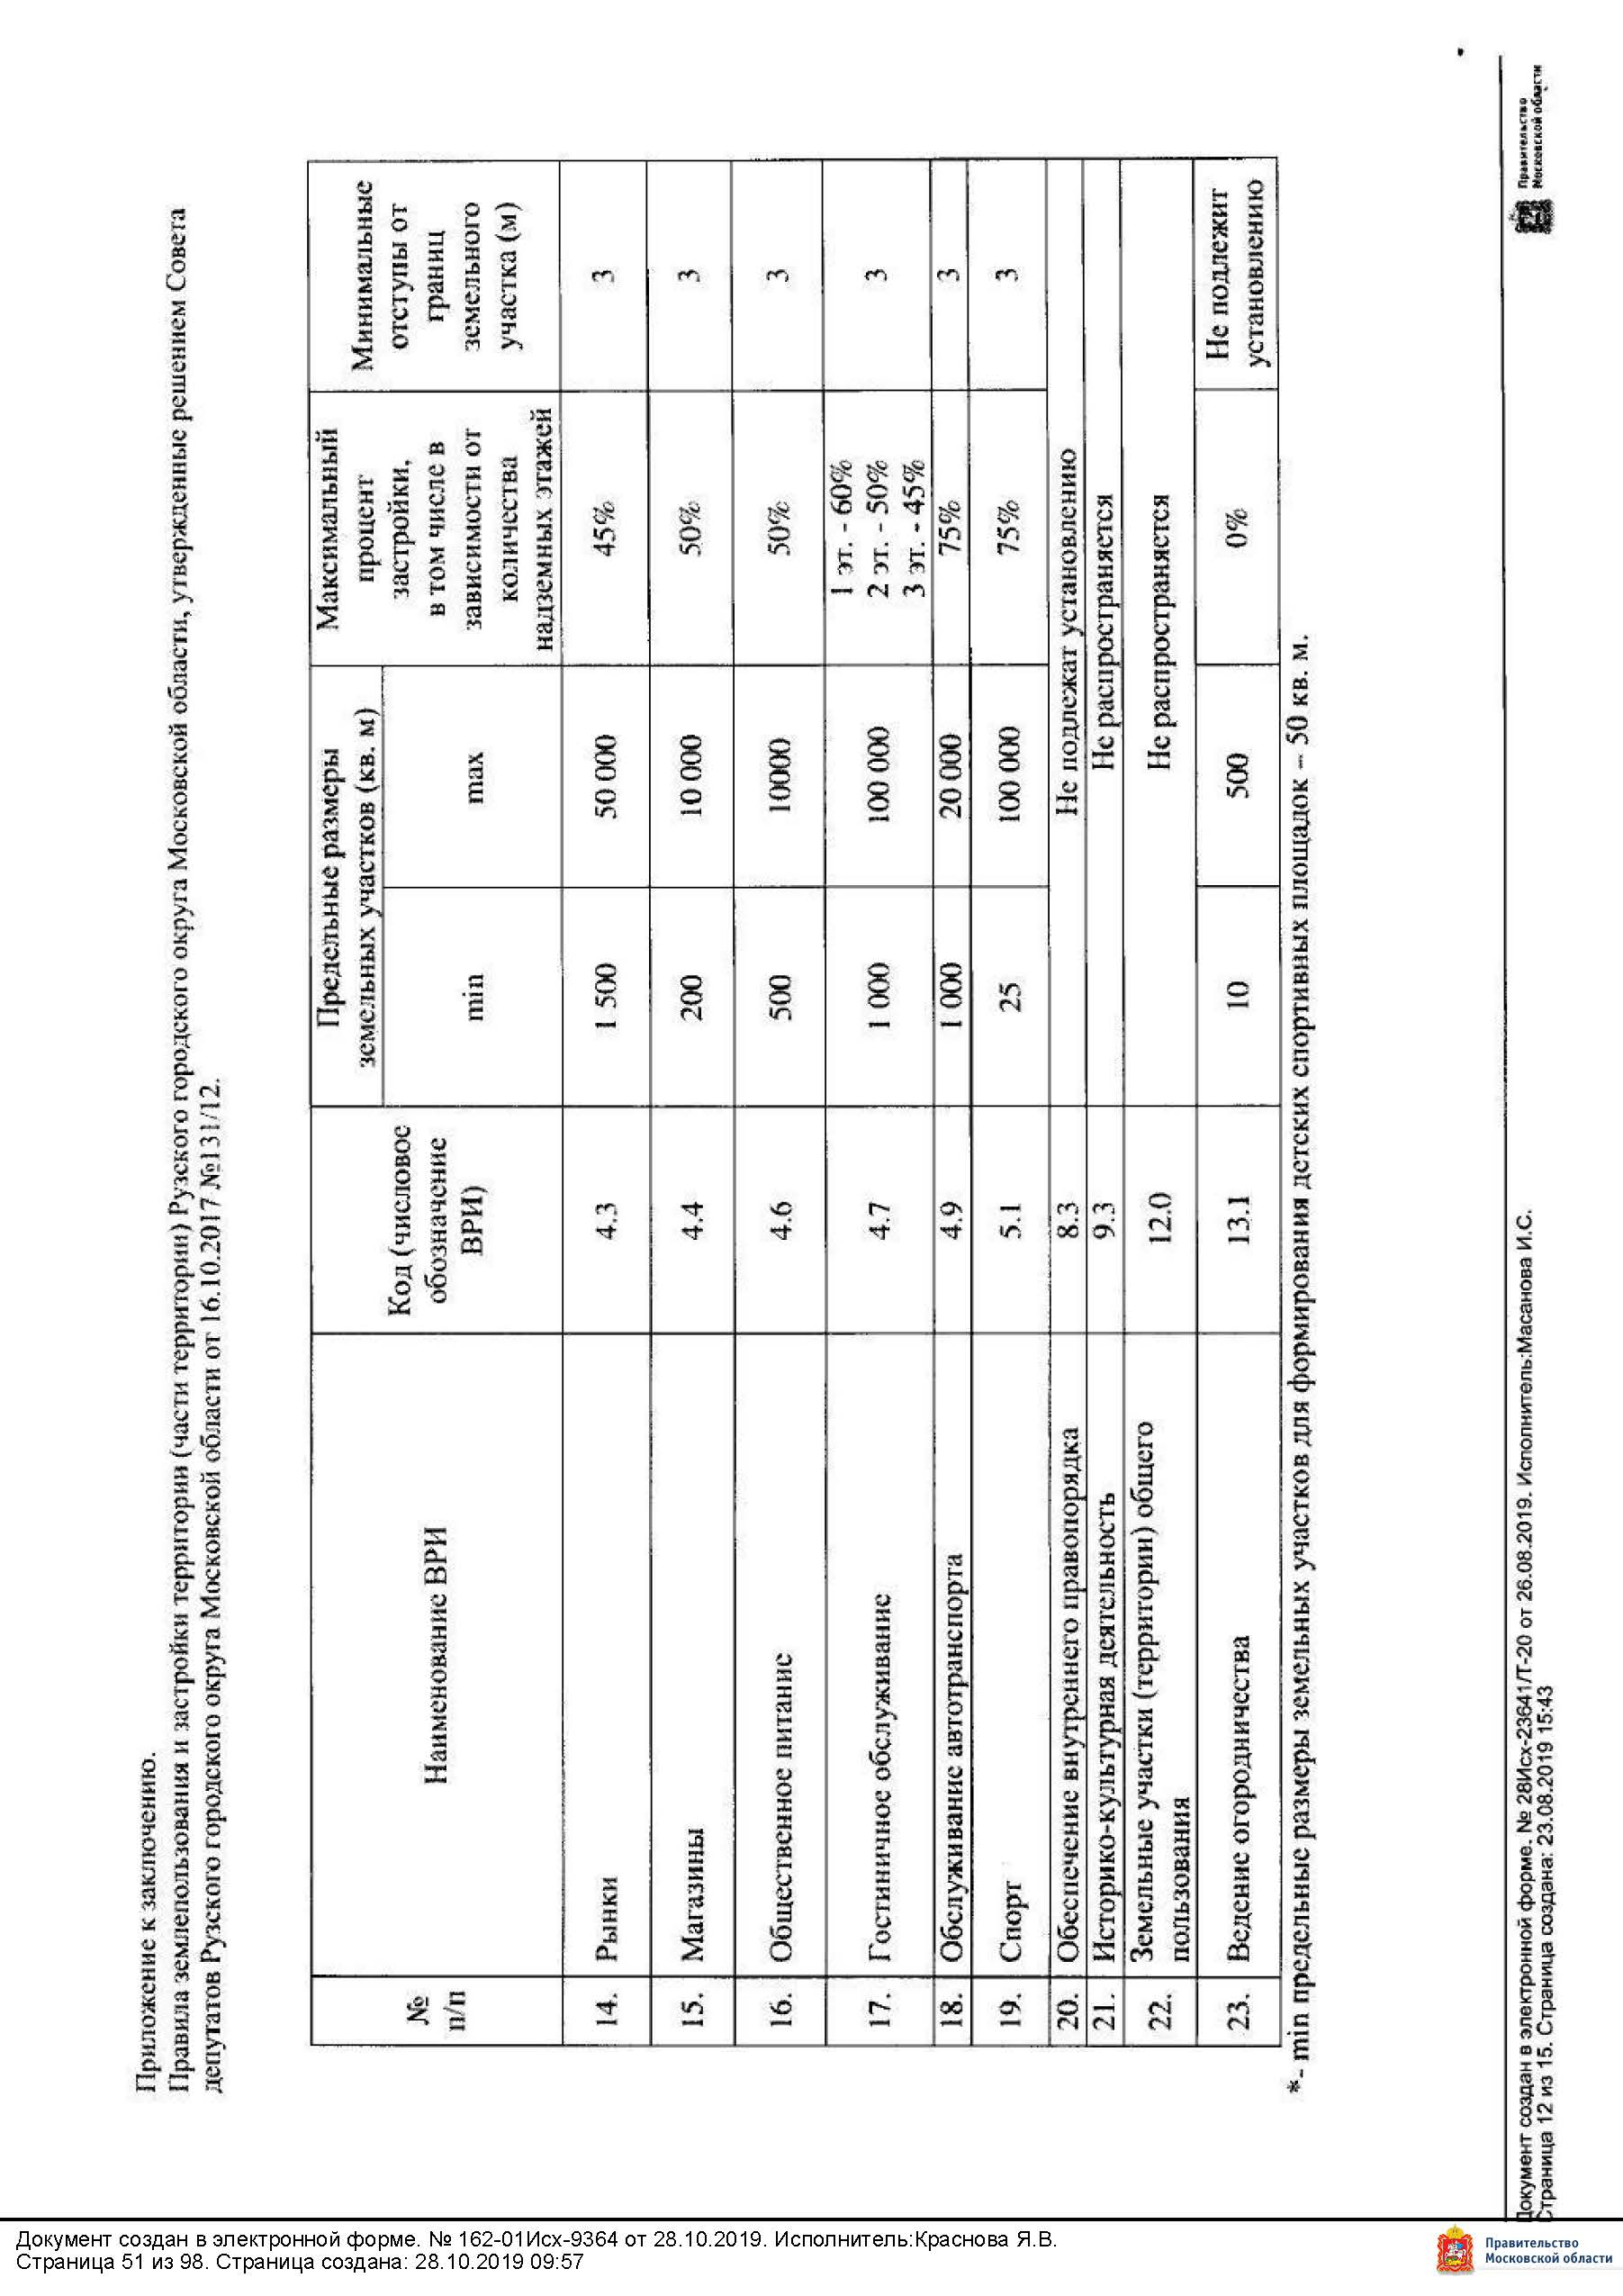 Приложение к заключению.
Правила землепользования и застройки территории (части территории) Рузского городского округа Московской области, утвержденные решением Совета
депутатов Рузского городского округа Московской области от 16.10.2017 №131/12.
№
п/п
Наименование ВРИ
Код (числовое
обозначение
ВРИ)
Предельные размеры
земельных участков (кв. м)
min
max
Максимальный
процент
застройки,
в том числе в
зависимости от
количества
надземных этажей
Минимальные
отступы от
границ
земельного
участка (м)
14. Рынки 4.3 1 500 50 000 45% 3
15. Магазины 4.4 200 10 000 50% 3
16. Общественное питание 4.6 500 10000 50% 3
17. Гостиничное обслуживание 4.7 1 000 100 000
1 эт. - 60%
2 эт. - 50%
3 эт. - 45%
3
18. Обслуживание автотранспорта 4.9 1 000 20 000 75% 3
19. Спорт 5.1 25 100 000 75% 3
20. Обеспечение внутреннего правопорядка 8.3 Не подлежат установлению
21. Историко-культурная деятельность 9.3 Не распространяется
22. Земельные участки (территории) общего
пользования
12.0 Не распространяется
23. Ведение огородничества 13.1 10 500 0%
Не подлежит
установлению
*- min предельные размеры земельных участков для формирования детских спортивных площадок – 50 кв. м.
Документ создан в электронной форме. № 28Исх-23641/Т-20 от 26.08.2019. Исполнитель:Масанова И.С.
Страница 12 из 15. Страница создана: 23.08.2019 15:43
Правительство
Московской области
Документ создан в электронной форме. № 162-01Исх-9364 от 28.10.2019. Исполнитель:Краснова Я.В.
Страница 51 из 98. Страница создана: 28.10.2019 09:57
Правительство
Московской области